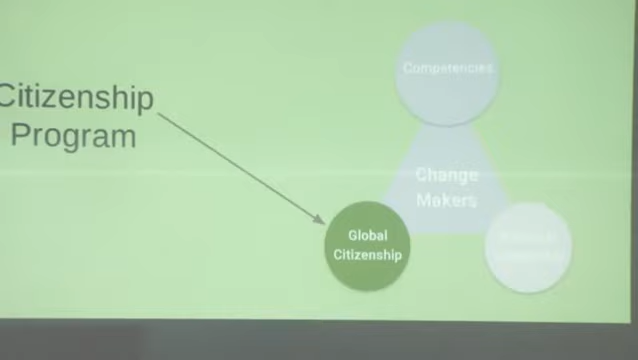 Citizenship
Program
Competencies
Change
Makers
Global
Citizenship